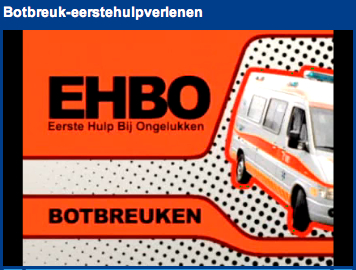 Botbreuk-eerstehulpverlenen
EHBO
Eerste Hulp Bij Ongelukken
BOTBREUKEN